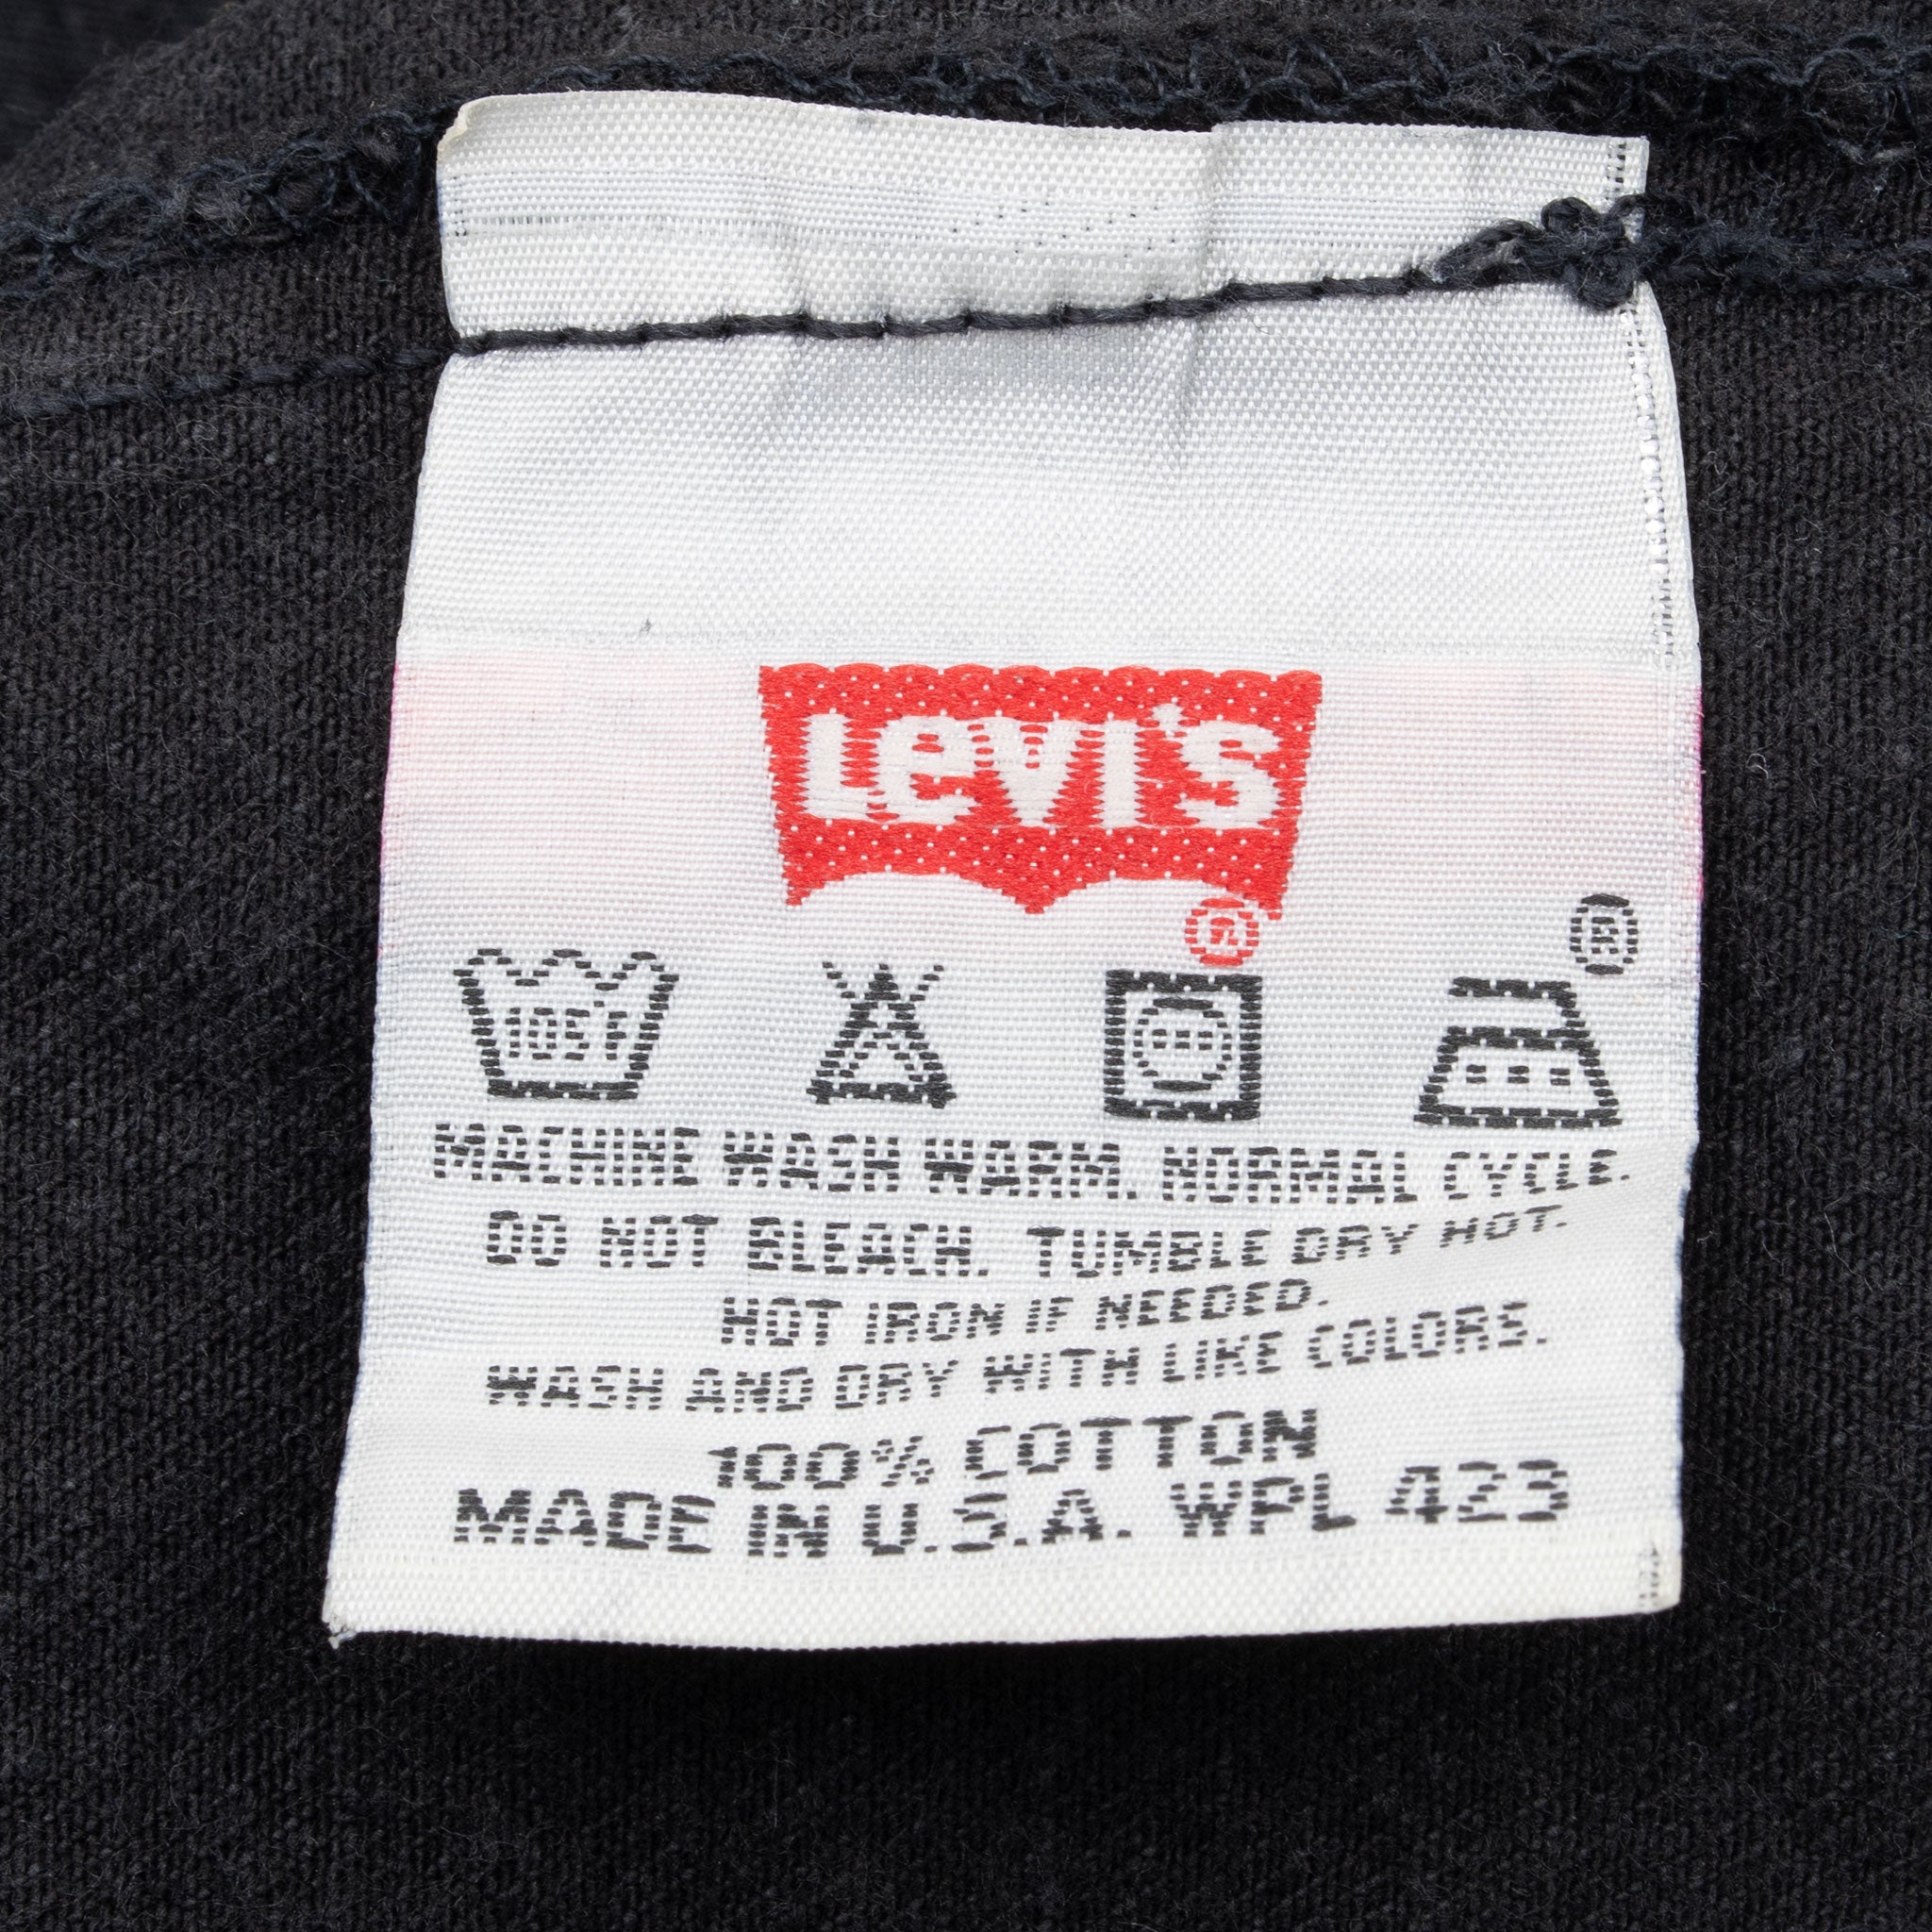 Levi's
®
®
105F
MACHINE WASH WARM. NORMAL CYCLE.
DO NOT BLEACH. TUMBLE DRY HOT.
HOT IRON IF NEEDED.
WASH AND DRY WITH LIKE COLORS.
100% COTTON
MADE IN U.S.A. WPL 423